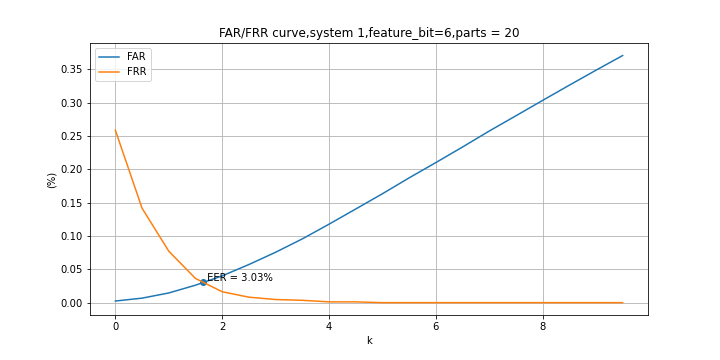 FAR/FRR curve,system 1,feature_bit=6,parts = 20
FAR
FRR
0.35
0.30
0.25
0.20
0.15
0.10
0.05
0.00
(%)
EER = 3.03%
0 2 4 6 8
k